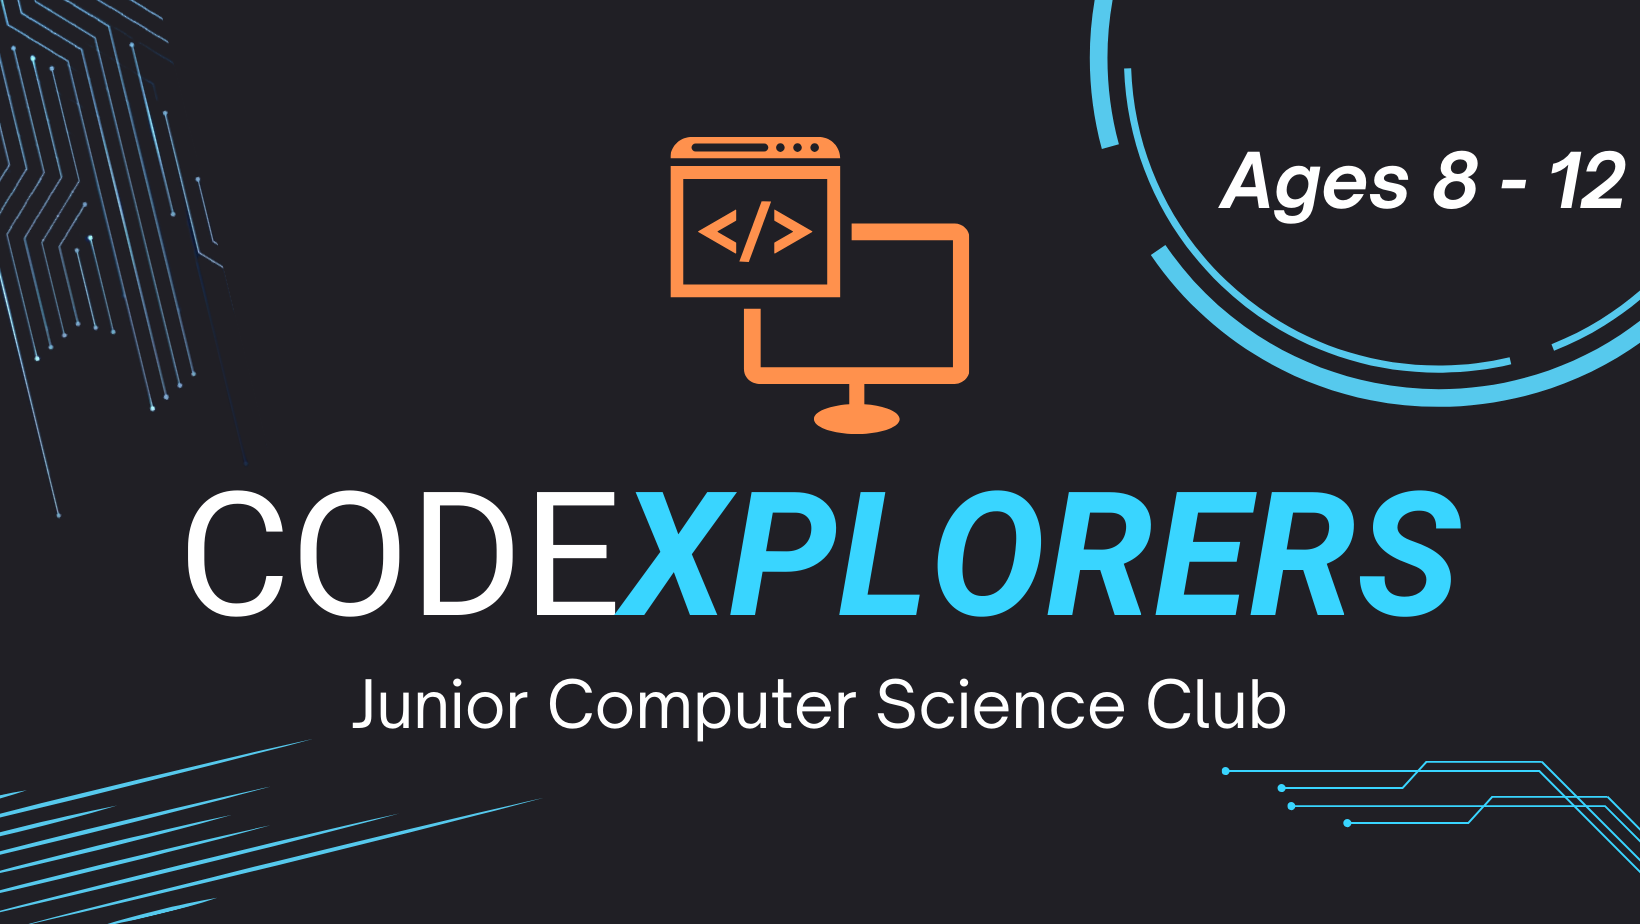 Ages 8 - 12
</>
CODEXPLORERS
Junior Computer Science Club